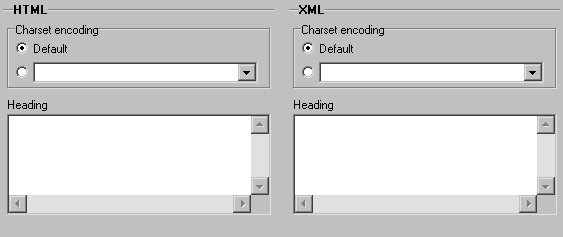 HTML
Charset encoding
Default
Heading
XML
Charset encoding
Default
Heading